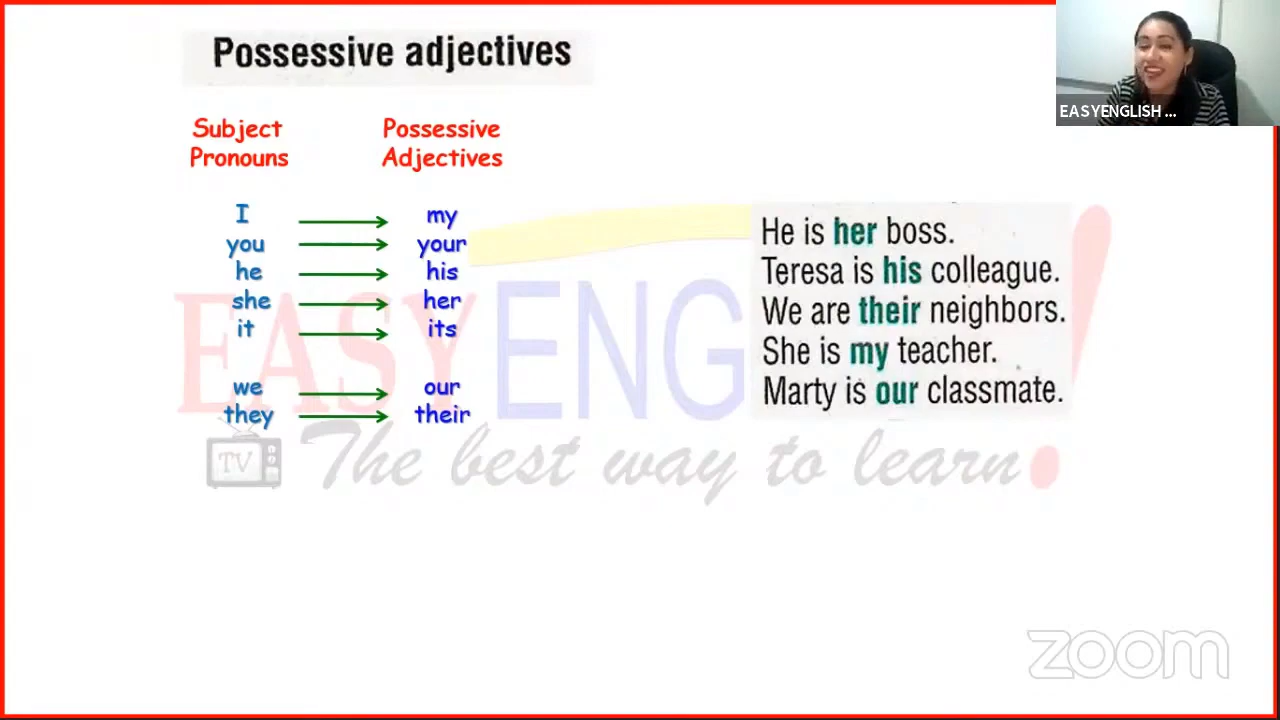 Possessive adjectives
EASYENGLISH ...
Subject
Pronouns
Possessive
Adjectives
I
my
you
your
he
his
she
her
it
its
we
our
they
their
He is her boss.
Teresa is his colleague.
We are their neighbors.
She is my teacher.
Marty is our classmate.
EASYENG !
TV
The best way to learn
zoom